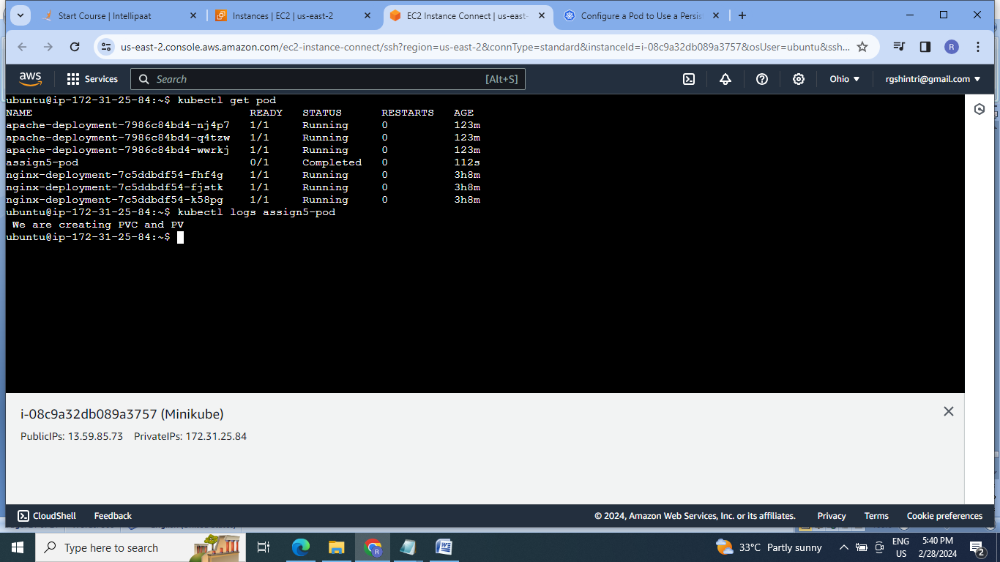 Start Course | Intellipaat
Instances | EC2 | us-east-2
EC2 Instance Connect | us-east-
Configure a Pod to Use a Persis
us-east-2.console.aws.amazon.com/ec2-instance-connect/ssh?region=us-east-2&connType=standard&instanceId=i-08c9a32db089a3757&osUser=ubuntu&ssh...
R
aws Services Search [Alt+S] Ohio rgshintri@gmail.com
ubuntu@ip-172-31-25-84:~$ kubectl get pod
NAME READY STATUS RESTARTS AGE
apache-deployment-7986c84bd4-nj4p7 1/1 Running 0 123m
apache-deployment-7986c84bd4-q4tzw 1/1 Running 0 123m
apache-deployment-7986c84bd4-wwrkj 1/1 Running 0 123m
assign5-pod 0/1 Completed 0 112s
nginx-deployment-7c5ddbdf54-fhf4g 1/1 Running 0 3h8m
nginx-deployment-7c5ddbdf54-fjstk 1/1 Running 0 3h8m
nginx-deployment-7c5ddbdf54-k58pg 1/1 Running 0 3h8m
ubuntu@ip-172-31-25-84:~$ kubectl logs assign5-pod
We are creating PVC and PV
ubuntu@ip-172-31-25-84:~$
i-08c9a32db089a3757 (Minikube)
PublicIPs: 13.59.85.73 PrivateIPs: 172.31.25.84
CloudShell Feedback © 2024, Amazon Web Services, Inc. or its affiliates. Privacy Terms Cookie preferences
Type here to search
R
33°C Partly sunny
ENG
US
5:40 PM
2/28/2024
2